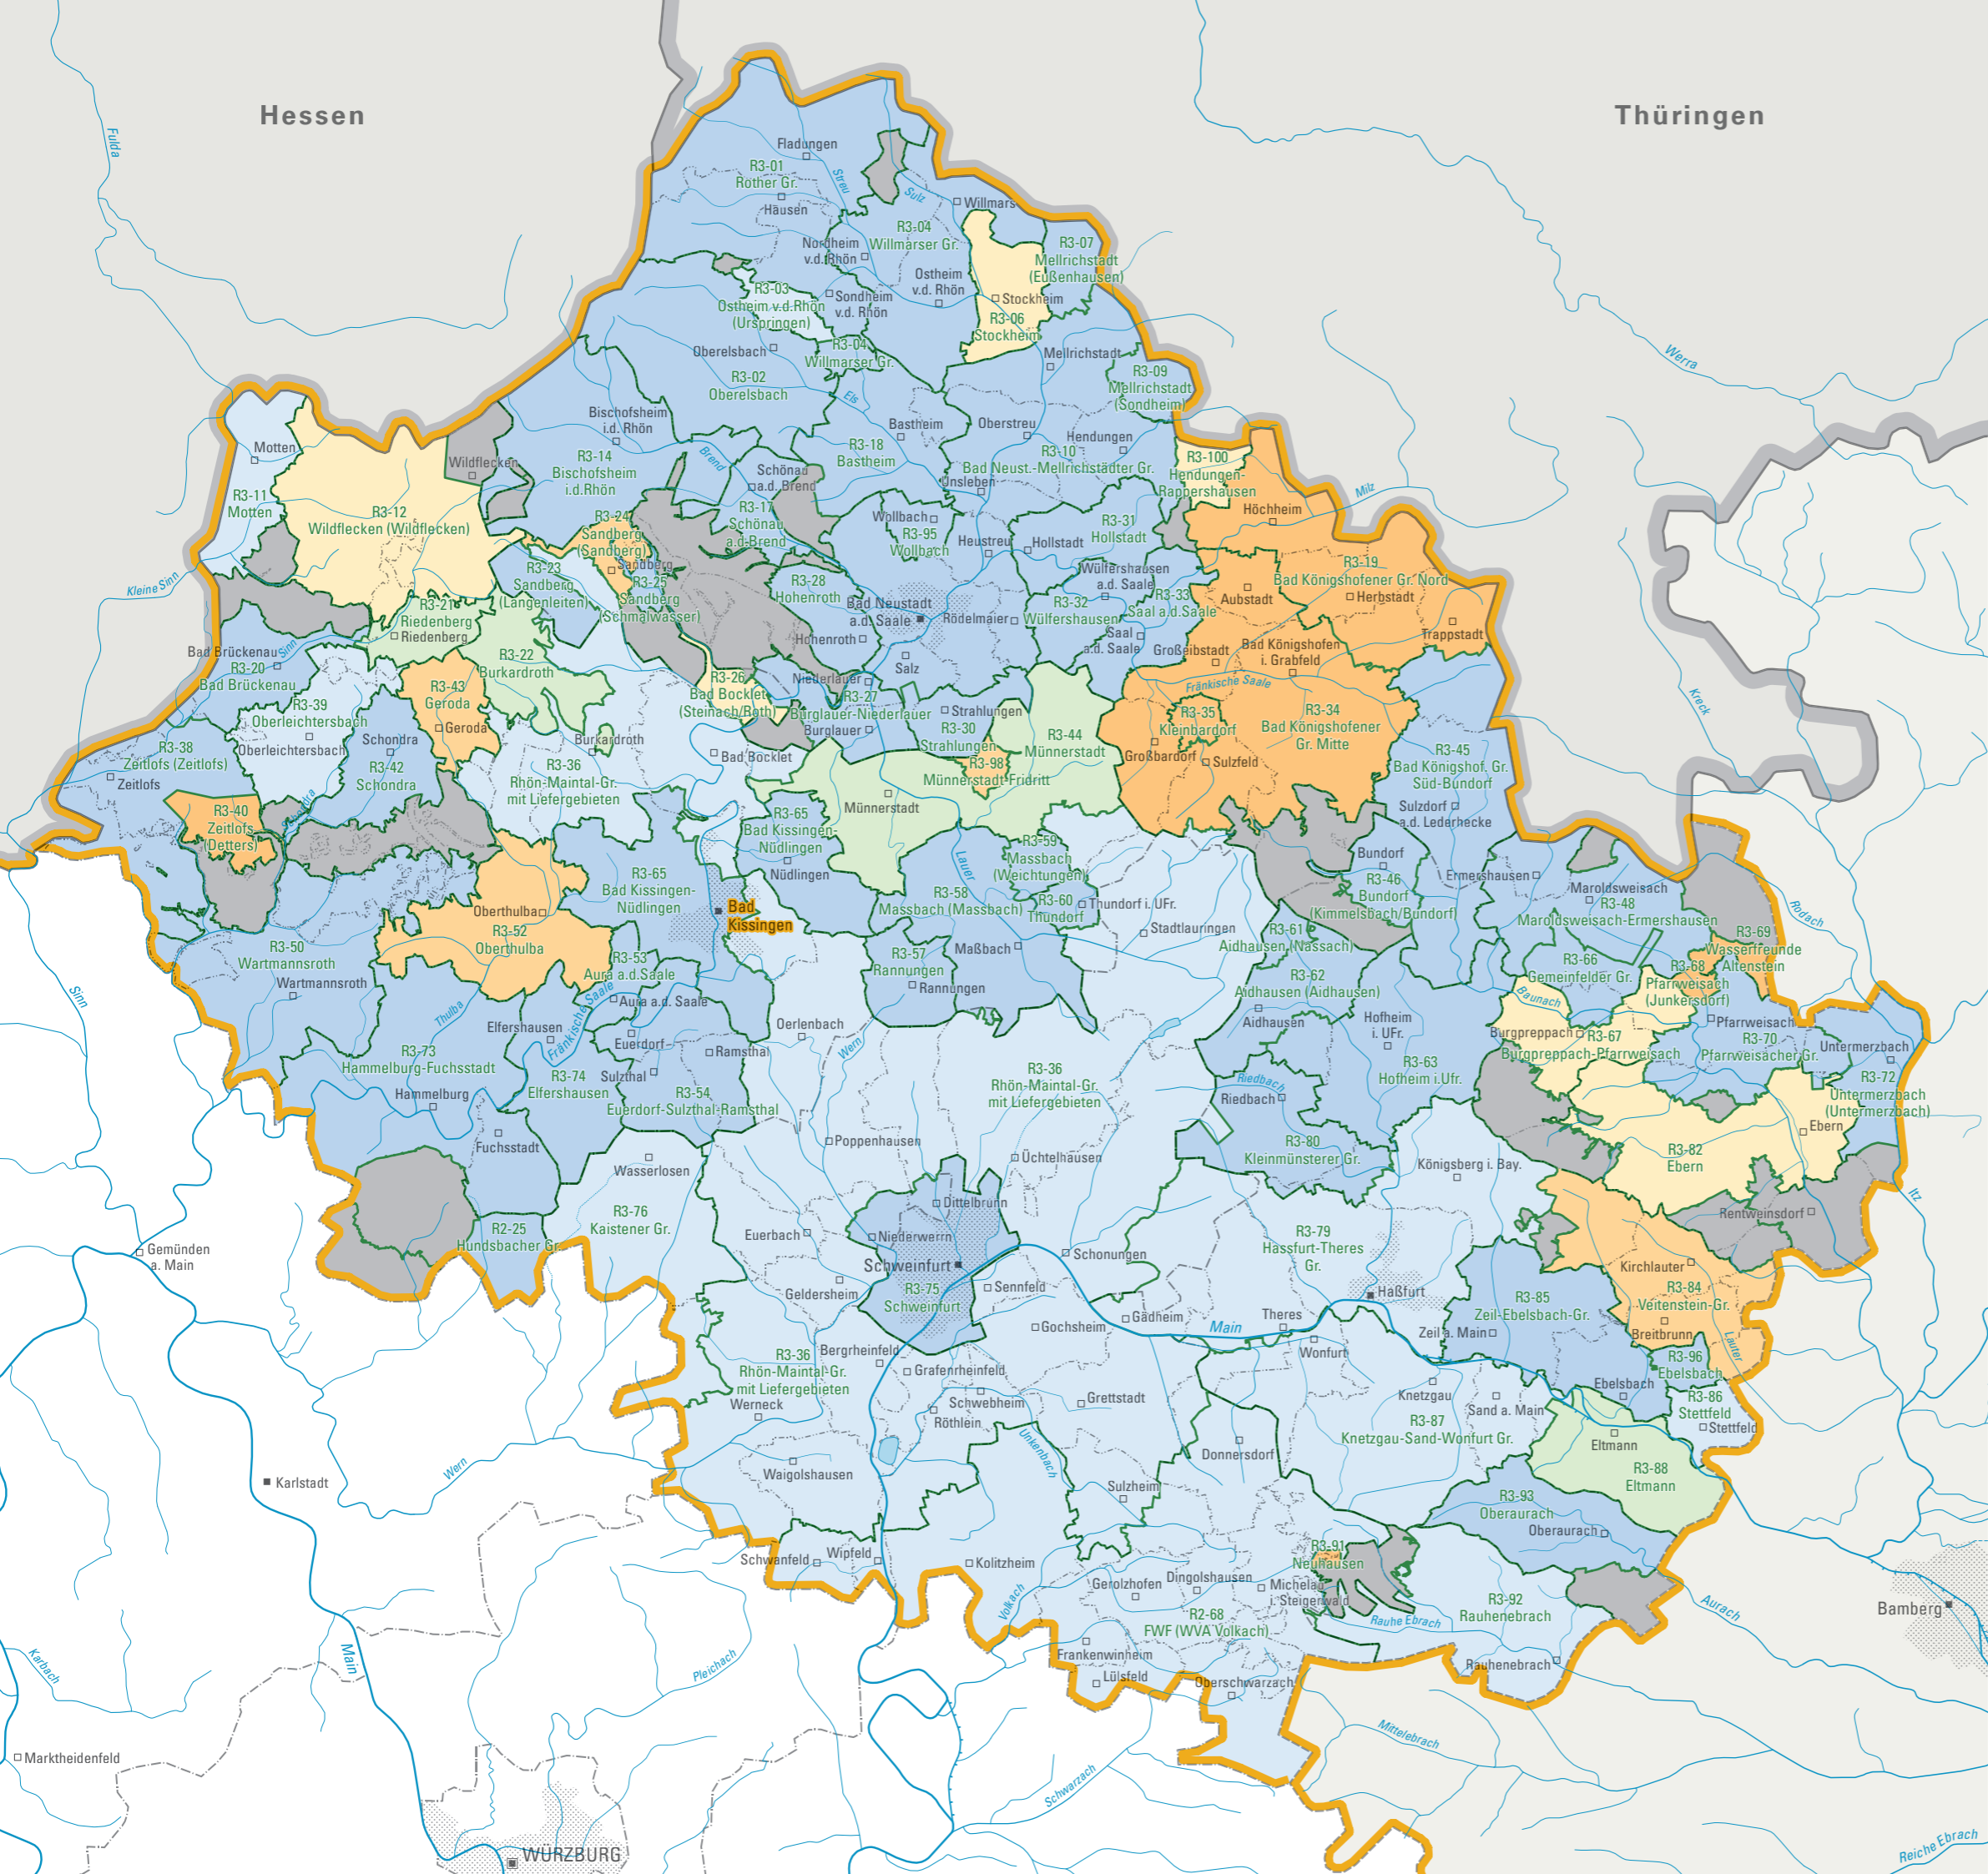 Hessen
Thüringen
Fulda
Fladungen
R3-01
Rother Gr.
Hausen
Streu
Sulz
Willmars
R3-04
Willmarser Gr.
Nordheim
v.d.Rhön
R3-07
Mellrichstadt
(Eußenhausen)
Ostheim
v.d. Rhön
R3-03
Ostheim v.d.Rhön
(Urspringen)
Sondheim
v.d. Rhön
Stockheim
R3-06
Stockheim
Oberelsbach
R3-04
Willmarser Gr.
Mellrichstadt
Werra
R3-02
Oberelsbach
R3-09
Mellrichstadt
(Sondheim)
Els
Bischofsheim
i.d. Rhön
Bastheim
Oberstreu
Hendungen
Motten
Wildflecken
R3-14
Bischofsheim
i.d.Rhön
Brend
R3-18
Bastheim
R3-10
Bad Neust.-Mellrichstädter Gr.
R3-100
Hendungen-
Rappershausen
Schönau
a.d. Brend
Unsleben
Milz
R3-11
Motten
R3-12
Wildflecken (Wildflecken)
R3-24
Sandberg
(Sandberg)
Sandberg
R3-17
Schönau
a.d-Brend
Wollbach
R3-95
Wollbach
Höchheim
R3-31
Hollstadt
Heustreu
Hollstadt
Kreck
Kleine Sinn
R3-23
Sandberg
(Langenleiten)
R3-25
Sandberg
(Schmalwasser)
R3-28
Hohenroth
Wülfershausen
a.d. Saale
R3-19
Bad Königshofener Gr. Nord
Aubstadt
Herbstadt
R3-21
Riedenberg
Riedenberg
Bad Neustadt
a.d. Saale
Rödelmaier
R3-32
Wülfershausen
R3-33
Saal a.d.Saale
Trappstadt
Sinn
Bad Brückenau
R3-20
Bad Brückenau
R3-22
Burkardroth
Hohenroth
Salz
Saal
a.d. Saale
Großeibstadt
Bad Königshofen
i. Grabfeld
R3-43
Geroda
R3-26
Bad Bocklet
(Steinach/Roth)
Niederlauer
R3-27
Burglauer-Niederlauer
Fränkische Saale
R3-39
Oberleichtersbach
Oberleichtersbach
Geroda
Strahlungen
R3-30
Strahlungen
Burglauer
R3-35
Kleinbardorf
R3-34
Bad Königshofener
Gr. Mitte
R3-38
Zeitlofs (Zeitlofs)
Schondra
R3-42
Schondra
Burkardroth
Bad Bocklet
R3-44
Münnerstadt
Großbardorf
Sulzfeld
R3-45
Bad Königshof. Gr.
Süd-Bundorf
Zeitlofs
R3-36
Rhön-Maintal-Gr.
mit Liefergebieten
R3-98
Münnerstadt-Fridritt
Münnerstadt
Sulzdorf
a.d. Lederhecke
R3-40
Zeitlofs
(Detters)
R3-65
Bad Kissingen-
Nüdlingen
Nüdlingen
Lauer
R3-59
Massbach
(Weichtungen)
Bundorf
R3-46
Bundorf
(Kimmelsbach/Bundorf)
Ermershausen
Maroldsweisach
R3-48
Maroldsweisach-Ermershausen
R3-65
Bad Kissingen-
Nüdlingen
R3-58
Massbach (Massbach)
R3-60
Thundorf
Thundorf i. UFr.
Rodach
Oberthulba
Bad
Kissingen
R3-52
Oberthulba
Maßbach
Stadtlauringen
R3-61
Aidhausen (Nassach)
R3-69
Wasserfreunde
Altenstein
R3-50
Wartmannsroth
R3-53
Aura a.d.Saale
R3-57
Rannungen
Rannungen
R3-62
Aidhausen (Aidhausen)
R3-66
Gemeinfelder Gr.
R3-68
Pfarrweisach
(Junkersdorf)
Sinn
Wartmannsroth
Aura a.d. Saale
Fränkische Saale
Thulba
Aidhausen
Hofheim
i. UFr.
Baunach
Pfarrweisach
Elfershausen
Euerdorf
Oerlenbach
Wern
Burgpreppach
R3-67
Burgpreppach-Pfarrweisach
R3-70
Pfarrweisacher Gr.
Untermerzbach
R3-73
Hammelburg-Fuchsstadt
Ramsthal
Sulzthal
R3-74
Elfershausen
R3-36
Rhön-Maintal-Gr.
mit Liefergebieten
R3-63
Hofheim i.Ufr.
R3-72
Untermerzbach
(Untermerzbach)
Hammelburg
R3-54
Euerdorf-Sulzthal-Ramsthal
Riedbach
Riedbach
Ebern
Fuchsstadt
Poppenhausen
R3-80
Kleinmünsterer Gr.
R3-82
Ebern
Wasserlosen
Üchtelhausen
Königsberg i. Bay.
Itz
Dittelbrunn
Rentweinsdorf
R3-76
Kaistener Gr.
R2-25
Hundsbacher Gr.
Euerbach
Niederwerrn
R3-79
Hassfurt-Theres
Gr.
Gemünden
a. Main
Schweinfurt
Schonungen
Kirchlauter
R3-75
Schweinfurt
Sennfeld
Geldersheim
Haßfurt
R3-85
Zeil-Ebelsbach-Gr.
R3-84
Veitenstein-Gr.
Gochsheim
Gädheim
Main
Theres
Wonfurt
Zeil a. Main
Breitbrunn
Lauter
R3-36
Rhön-Maintal-Gr.
mit Liefergebieten
Werneck
Bergrheinfeld
Grafenrheinfeld
Schwebheim
Röthlein
Grettstadt
Knetzgau
Sand a. Main
R3-96
Ebelsbach
Ebelsbach
R3-86
Stettfeld
Stettfeld
R3-87
Knetzgau-Sand-Wonfurt Gr.
Eltmann
Unkenbach
Donnersdorf
Wern
Waigolshausen
Sulzheim
R3-88
Eltmann
Karlstadt
R3-93
Oberaurach
Oberaurach
Schwanfeld
Wipfeld
Kolitzheim
R3-91
Neuhausen
Volkach
Gerolzhofen
Dingolshausen
Michelau
i. Steigerwald
R3-92
Rauhenebrach
Rauhe Ebrach
Aurach
Bamberg
R2-68
FWF (WVA Volkach)
Frankenwinheim
Lülsfeld
Oberschwarzach
Rauhenebrach
Karbach
Main
Pleichach
Mittelebrach
Marktheidenfeld
Schwarzach
Reiche Ebrach
WÜRZBURG